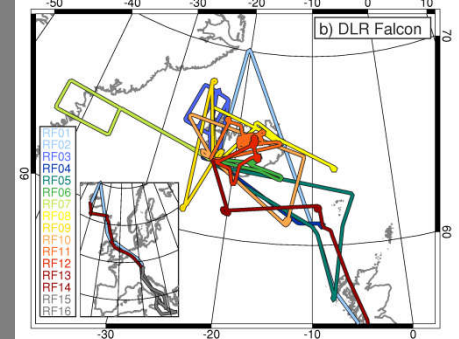 -50 -40 -30 -20 -10 0 10
b) DLR Falcon
70
RF01
RF02
RF03
RF04
RF05
RF06
RF07
RF08
RF09
RF10
RF11
RF12
RF13
RF14
RF15
RF16
60
60
-30 -20 -10 0